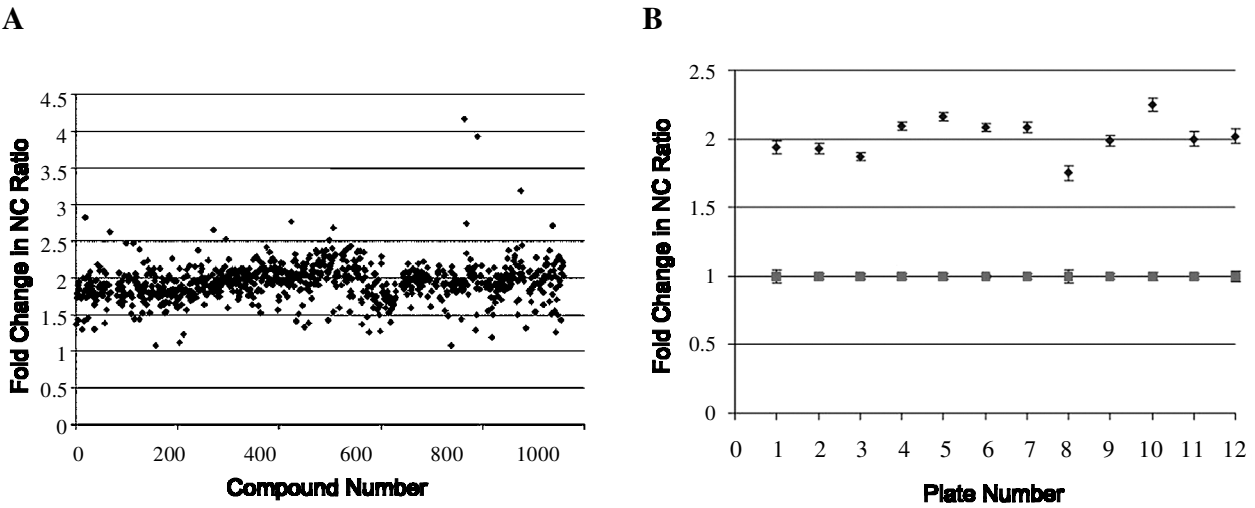 A
Fold Change in NC Ratio
4.5
4
3.5
3
2.5
2
1.5
1
0.5
0
0 200 400 600 800 1000
Compound Number
B
Fold Change in NC Ratio
2.5
2
1.5
1
0.5
0
0 1 2 3 4 5 6 7 8 9 10 11 12
Plate Number